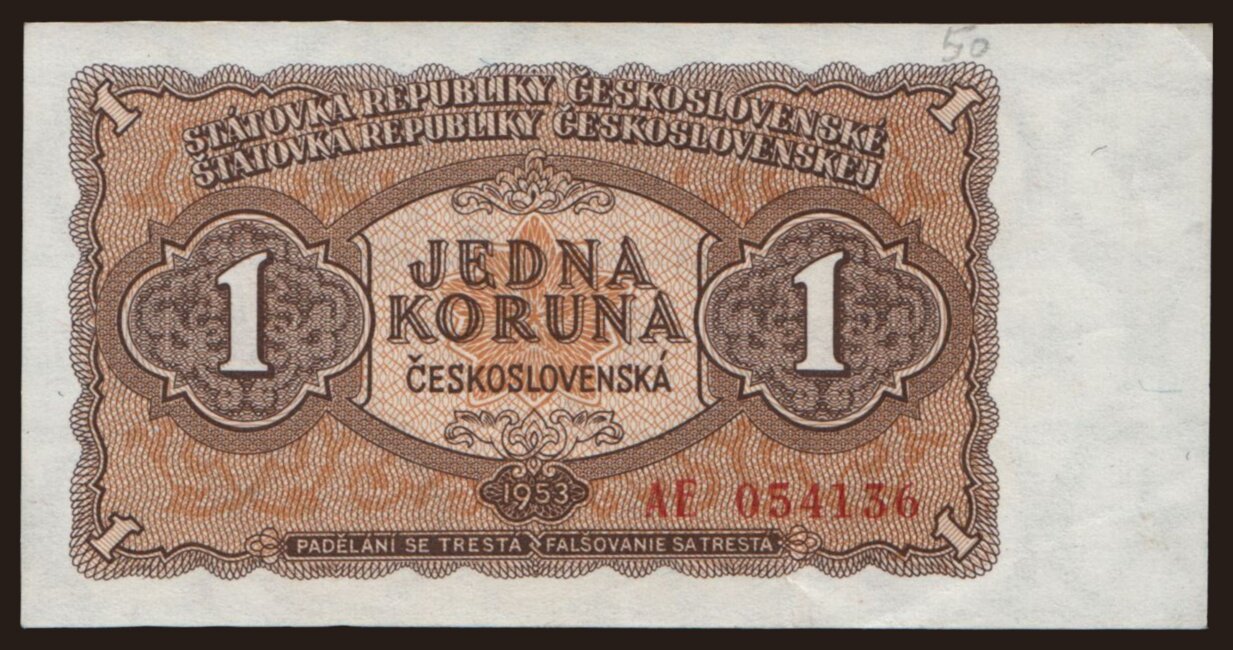 50
1 1
STÁTOVKA REPUBLIKY ČESKOSLOVENSKÉ
ŠTÁTOVKA REPUBLIKY ČESKOSLOVENSKEJ
1 JEDNA 1
KORUNA
ČESKOSLOVENSKÁ
1953 AE 054136
1 1
PADĚLÁNÍ SE TRESTÁ FALŠOVANIE SA TRESTÁ